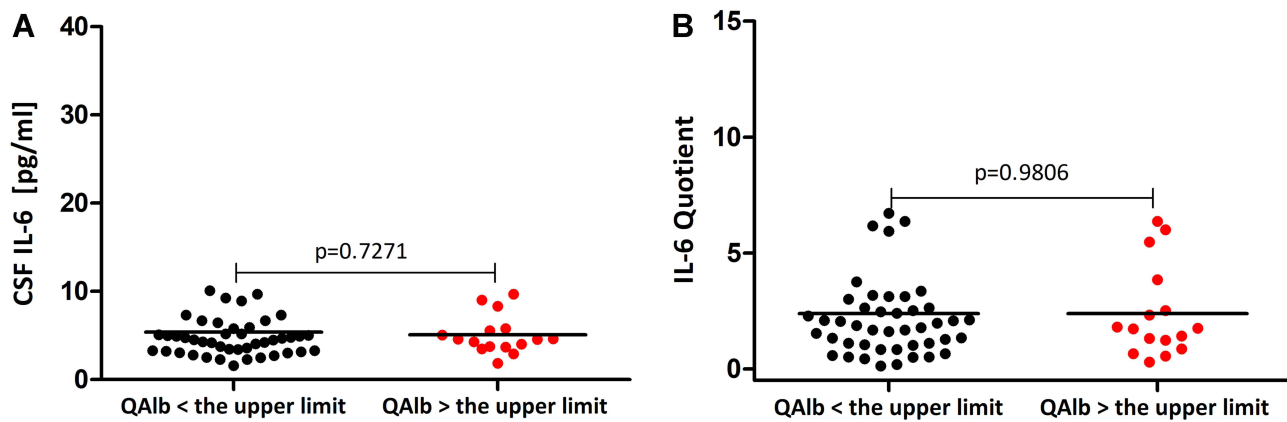 A
CSF IL-6 [pg/ml]
40
30
20
10
0
p=0.7271
QAlb < the upper limit
QAlb > the upper limit
B
IL-6 Quotient
15
10
5
0
p=0.9806
QAlb < the upper limit
QAlb > the upper limit